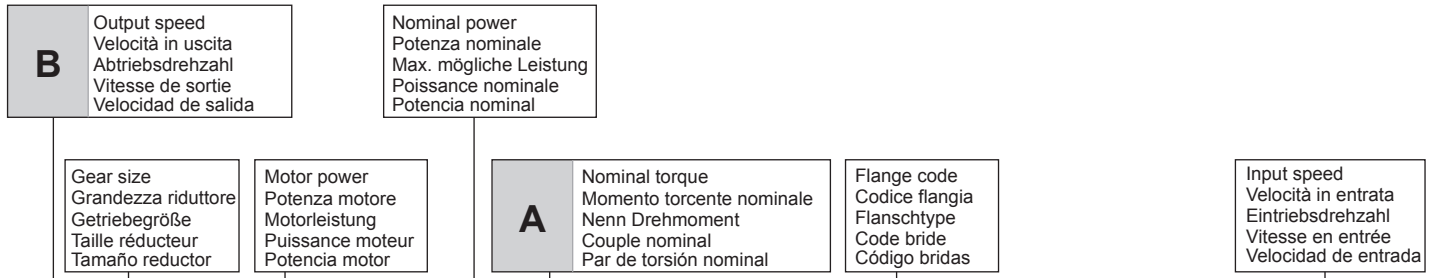 B
Output speed
Velocità in uscita
Abtriebsdrehzahl
Vitesse de sortie
Velocidad de salida
Nominal power
Potenza nominale
Max. mögliche Leistung
Poissance nominale
Potencia nominal
Gear size
Grandezza riduttore
Getriebegröße
Taille réducteur
Tamaño reductor
Motor power
Potenza motore
Motorleistung
Puissance moteur
Potencia motor
A
Nominal torque
Momento torcente nominale
Nenn Drehmoment
Couple nominal
Par de torsión nominal
Flange code
Codice flangia
Flanschtype
Code bride
Código bridas
Input speed
Velocità in entrata
Eintriebsdrehzahl
Vitesse en entrée
Velocidad de entrada